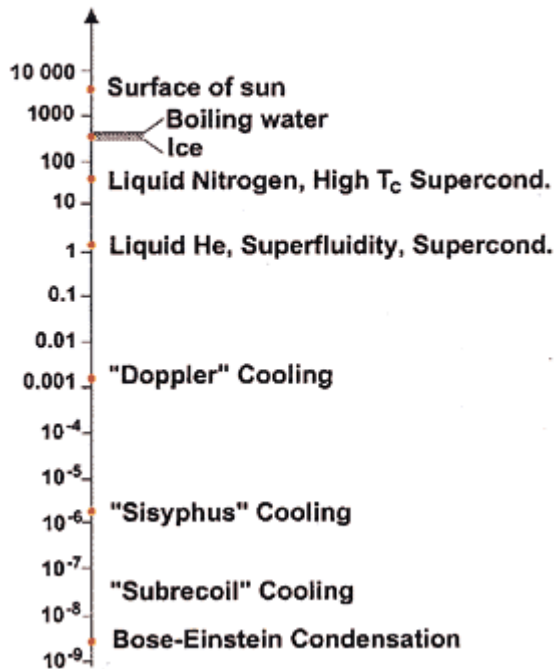 10 000
Surface of sun
1000
Boiling water
Ice
100
Liquid Nitrogen, High Tc Supercond.
10
Liquid He, Superfluidity, Supercond.
1
0.1
0.01
"Doppler" Cooling
0.001
10-4
10-5
"Sisyphus" Cooling
10-6
10-7
"Subrecoil" Cooling
10-8
Bose-Einstein Condensation
10-9